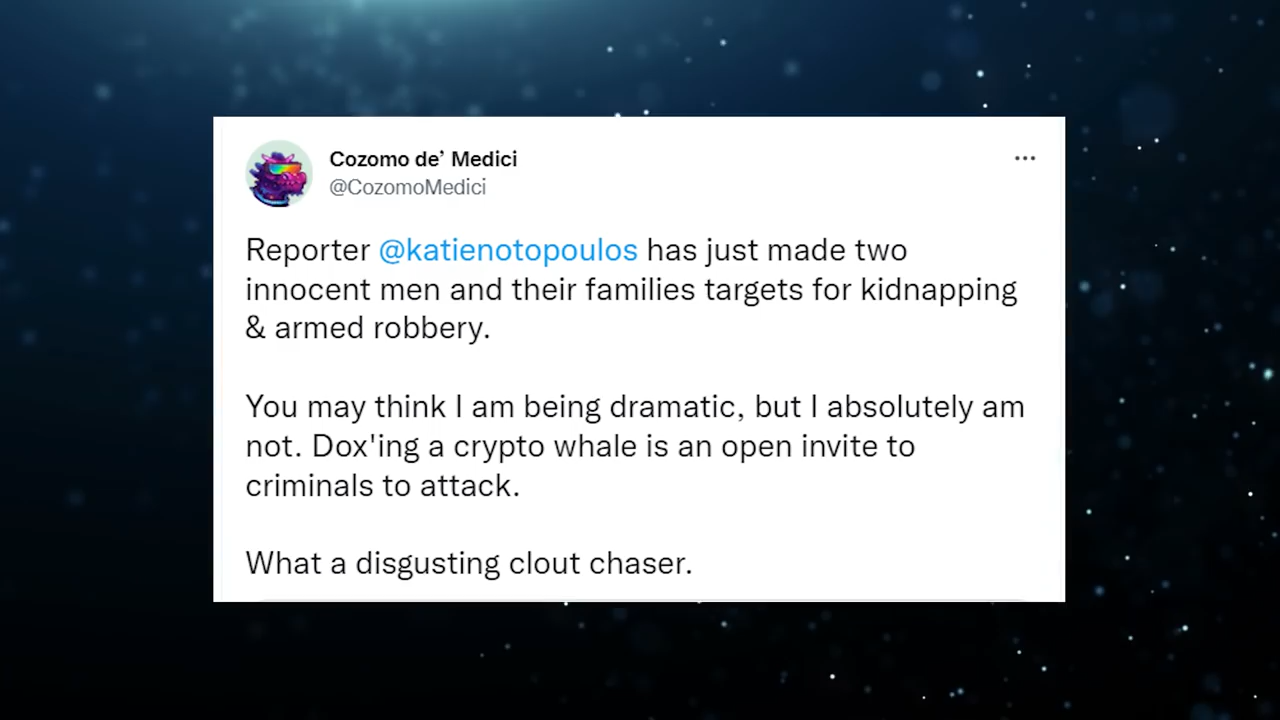 Cozomo de’ Medici
@CozomoMedici
Reporter @katienotopoulos has just made two
innocent men and their families targets for kidnapping
& armed robbery.
You may think I am being dramatic, but I absolutely am
not. Dox'ing a crypto whale is an open invite to
criminals to attack.
What a disgusting clout chaser.